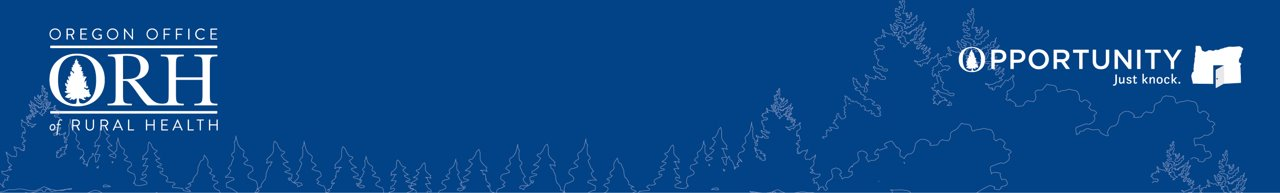 OREGON OFFICE
ORH
of RURAL HEALTH
OPPORTUNITY
Just knock.